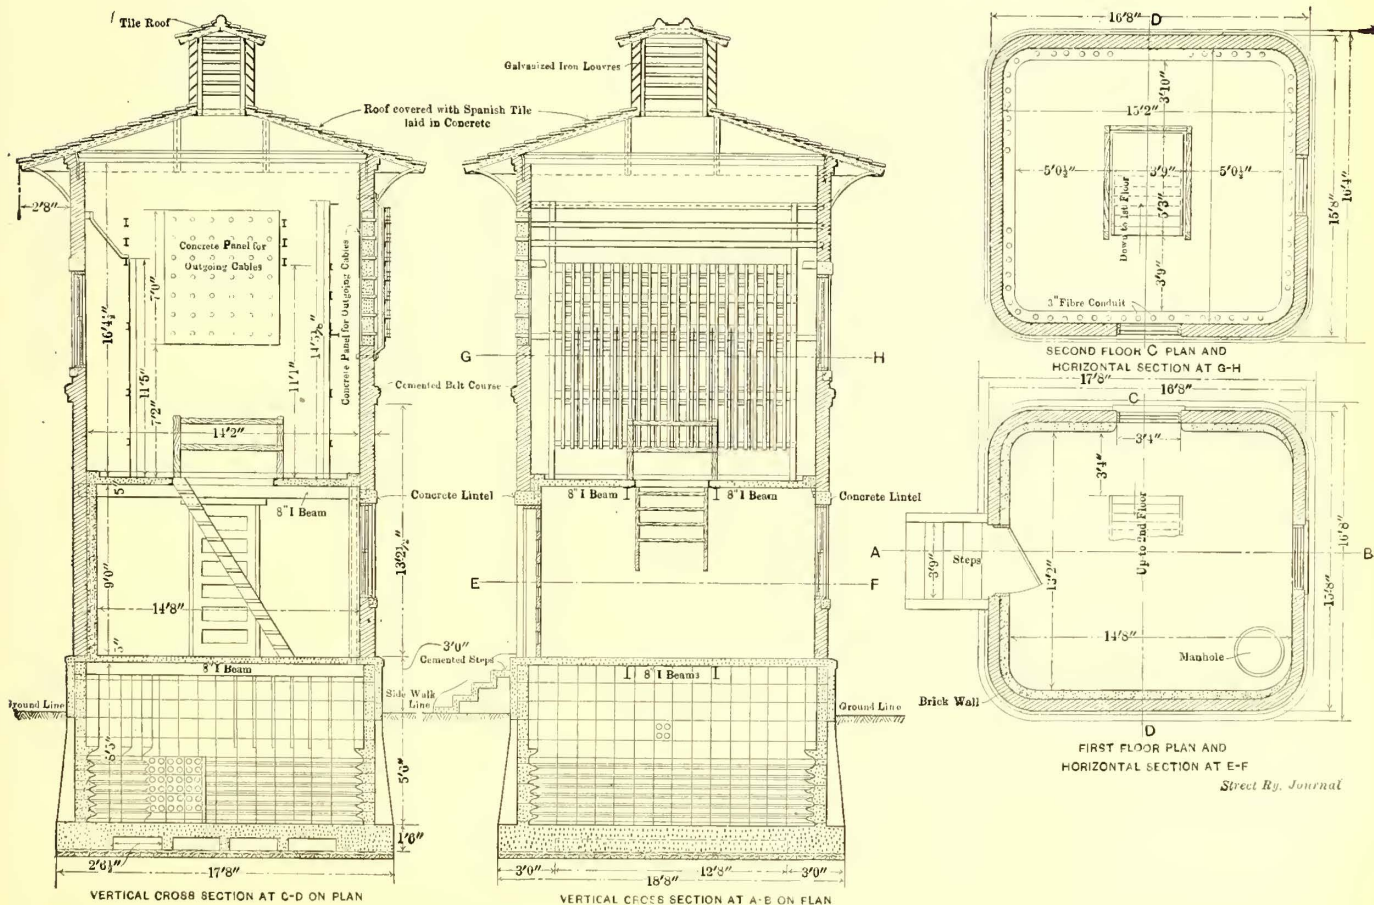 Tile Roof
Galvanized Iron Louvres
Roof covered with Spanish Tile
laid in Concrete
2'8"
Concrete Panel for
Outgoing Cables
7'0"
16'4½"
11'5"
7'2"
11'1"
Concrete Panel for Outgoing Cables
14'2"
Cemented Belt Course
G
H
5"
8" I Beam
Concrete Lintel
8" I Beam
8" I Beam
Concrete Lintel
9'0"
13'2½"
14'8"
E
F
3'0"
Cemented Steps
8" I Beam
8" I Beams
Side Walk
Line
Ground Line
Ground Line
8'5"
5'6"
1'6"
2'6½"
17'8"
3'0"
12'8"
3'0"
18'8"
VERTICAL CROSS SECTION AT C-D ON PLAN
VERTICAL CROSS SECTION AT A-B ON PLAN
16'8"
D
3'10"
15'2"
5'0½"
3'9"
5'0½"
5'3"
Down to 1st Floor
3'9"
15'8"
16'4"
3" Fibre Conduit
SECOND FLOOR C PLAN AND
HORIZONTAL SECTION AT G-H
17'8"
16'8"
C
3'4"
3'4"
Up to 2nd Floor
A
Steps
3'9"
13'2"
B
16'8"
15'8"
14'8"
Manhole
Brick Wall
D
FIRST FLOOR PLAN AND
HORIZONTAL SECTION AT E-F
Street Ry. Journal